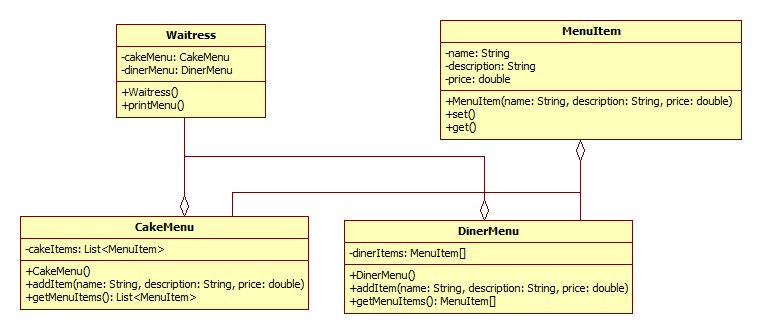 Waitress
-cakeMenu: CakeMenu
-dinerMenu: DinerMenu
+Waitress()
+printMenu()
MenuItem
-name: String
-description: String
-price: double
+MenuItem(name: String, description: String, price: double)
+set()
+get()
CakeMenu
-cakeItems: List<MenuItem>
+CakeMenu()
+addItem(name: String, description: String, price: double)
+getMenuItems(): List<MenuItem>
DinerMenu
-dinerItems: MenuItem[]
+DinerMenu()
+addItem(name: String, description: String, price: double)
+getMenuItems(): MenuItem[]